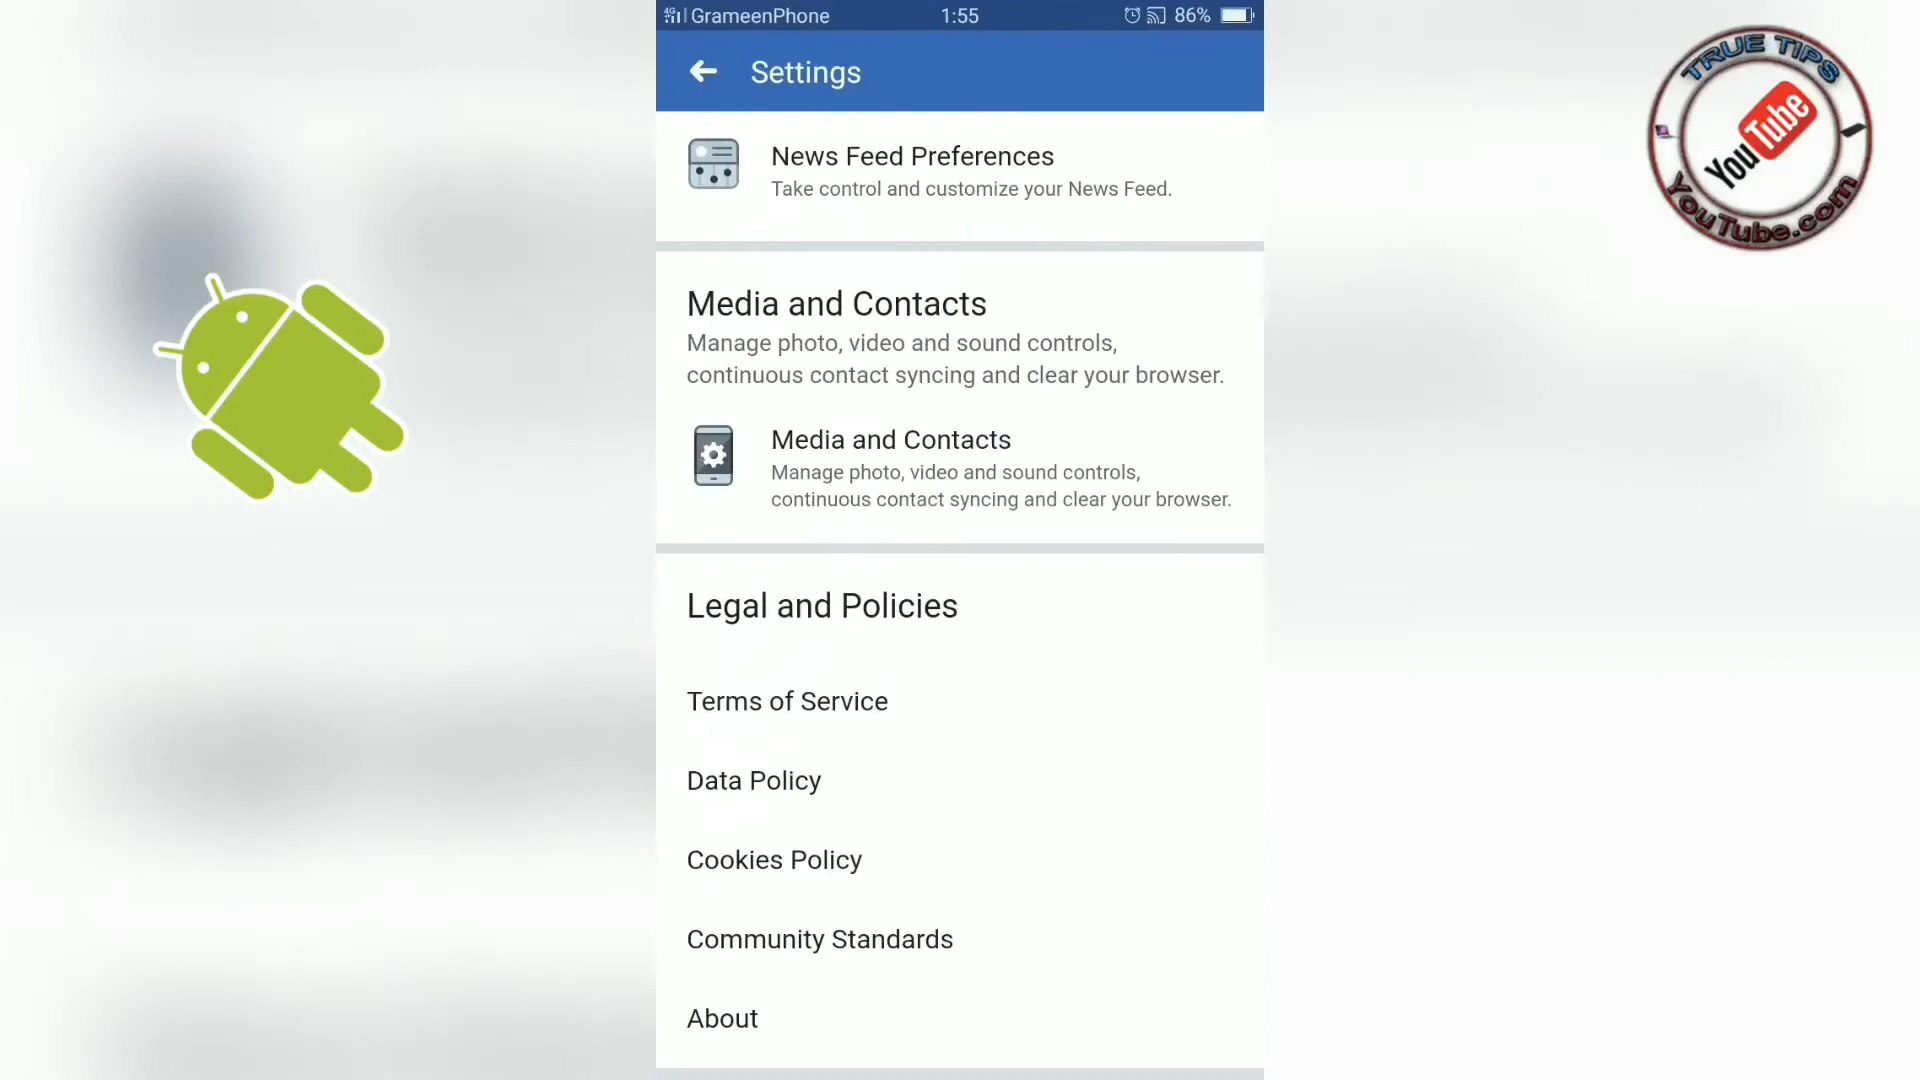 4G GrameenPhone 1:55 86%
Settings
News Feed Preferences
Take control and customize your News Feed.
Media and Contacts
Manage photo, video and sound controls,
continuous contact syncing and clear your browser.
Media and Contacts
Manage photo, video and sound controls,
continuous contact syncing and clear your browser.
Legal and Policies
Terms of Service
Data Policy
Cookies Policy
Community Standards
About
TRUE TIPS
YouTube
YouTube.com